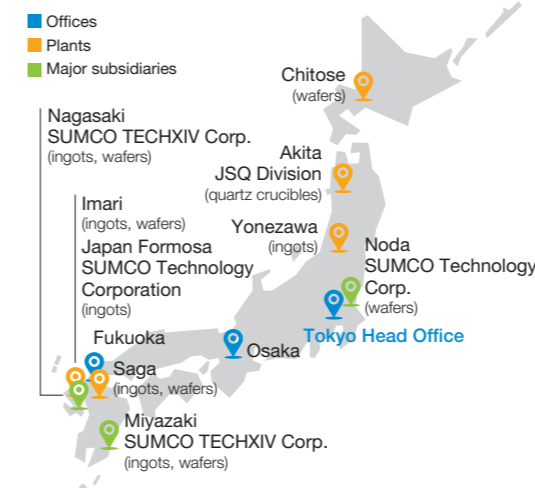 Offices
Plants
Major subsidiaries
Chitose
(wafers)
Nagasaki
SUMCO TECHXIV Corp.
(ingots, wafers)
Akita
JSQ Division
(quartz crucibles)
Imari
(ingots, wafers)
Japan Formosa
SUMCO Technology
Corporation
(ingots)
Yonezawa
(ingots)
Noda
SUMCO Technology
Corp.
(wafers)
Tokyo Head Office
Fukuoka
Osaka
Saga
(ingots, wafers)
Miyazaki
SUMCO TECHXIV Corp.
(ingots, wafers)